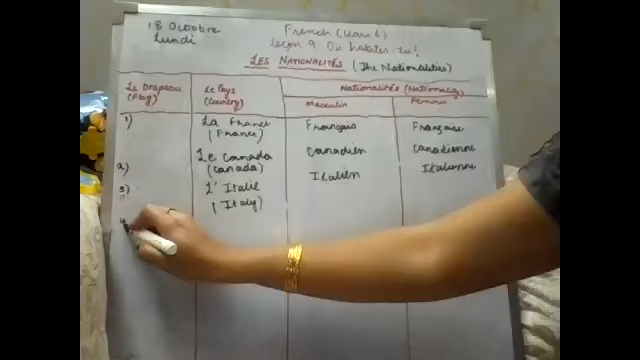 18 Octobre
Lundi
French (Class 6)
Leçon 9 Où habites-tu?
LES NATIONALITÉS (The Nationalities)
Le Drapeau (Flag)
Le Pays (Country)
Nationalités (Nationality)
Masculin
Feminin
1)
La France (France)
Français
Française
2)
Le Canada (Canada)
Canadien
Canadienne
3)
L'Italie (Italy)
Italien
Italienne
4